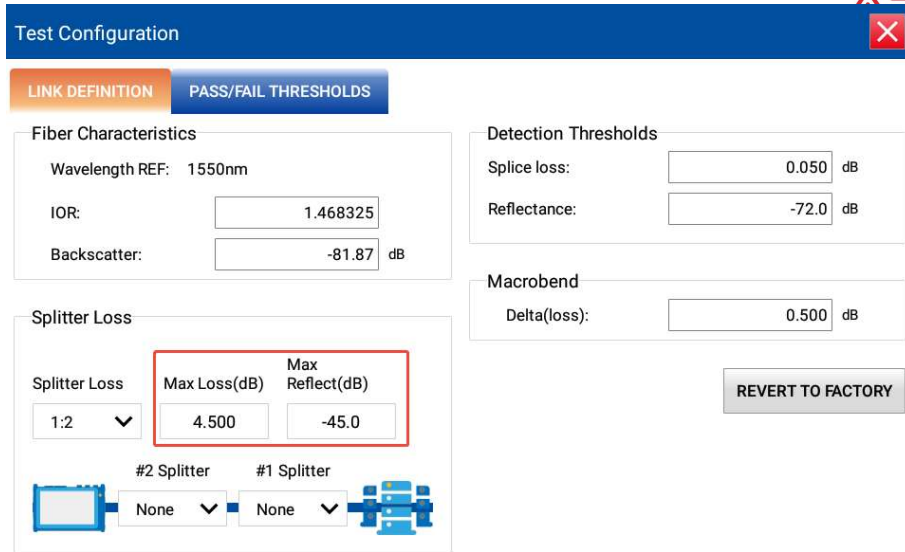 Test Configuration
LINK DEFINITION
PASS/FAIL THRESHOLDS
Fiber Characteristics
Wavelength REF: 1550nm
IOR: 1.468325
Backscatter: -81.87 dB
Splitter Loss
Splitter Loss
Max Loss(dB)
Max
Reflect(dB)
1:2
4.500
-45.0
#2 Splitter
#1 Splitter
None
None
Detection Thresholds
Splice loss: 0.050 dB
Reflectance: -72.0 dB
Macrobend
Delta(loss): 0.500 dB
REVERT TO FACTORY